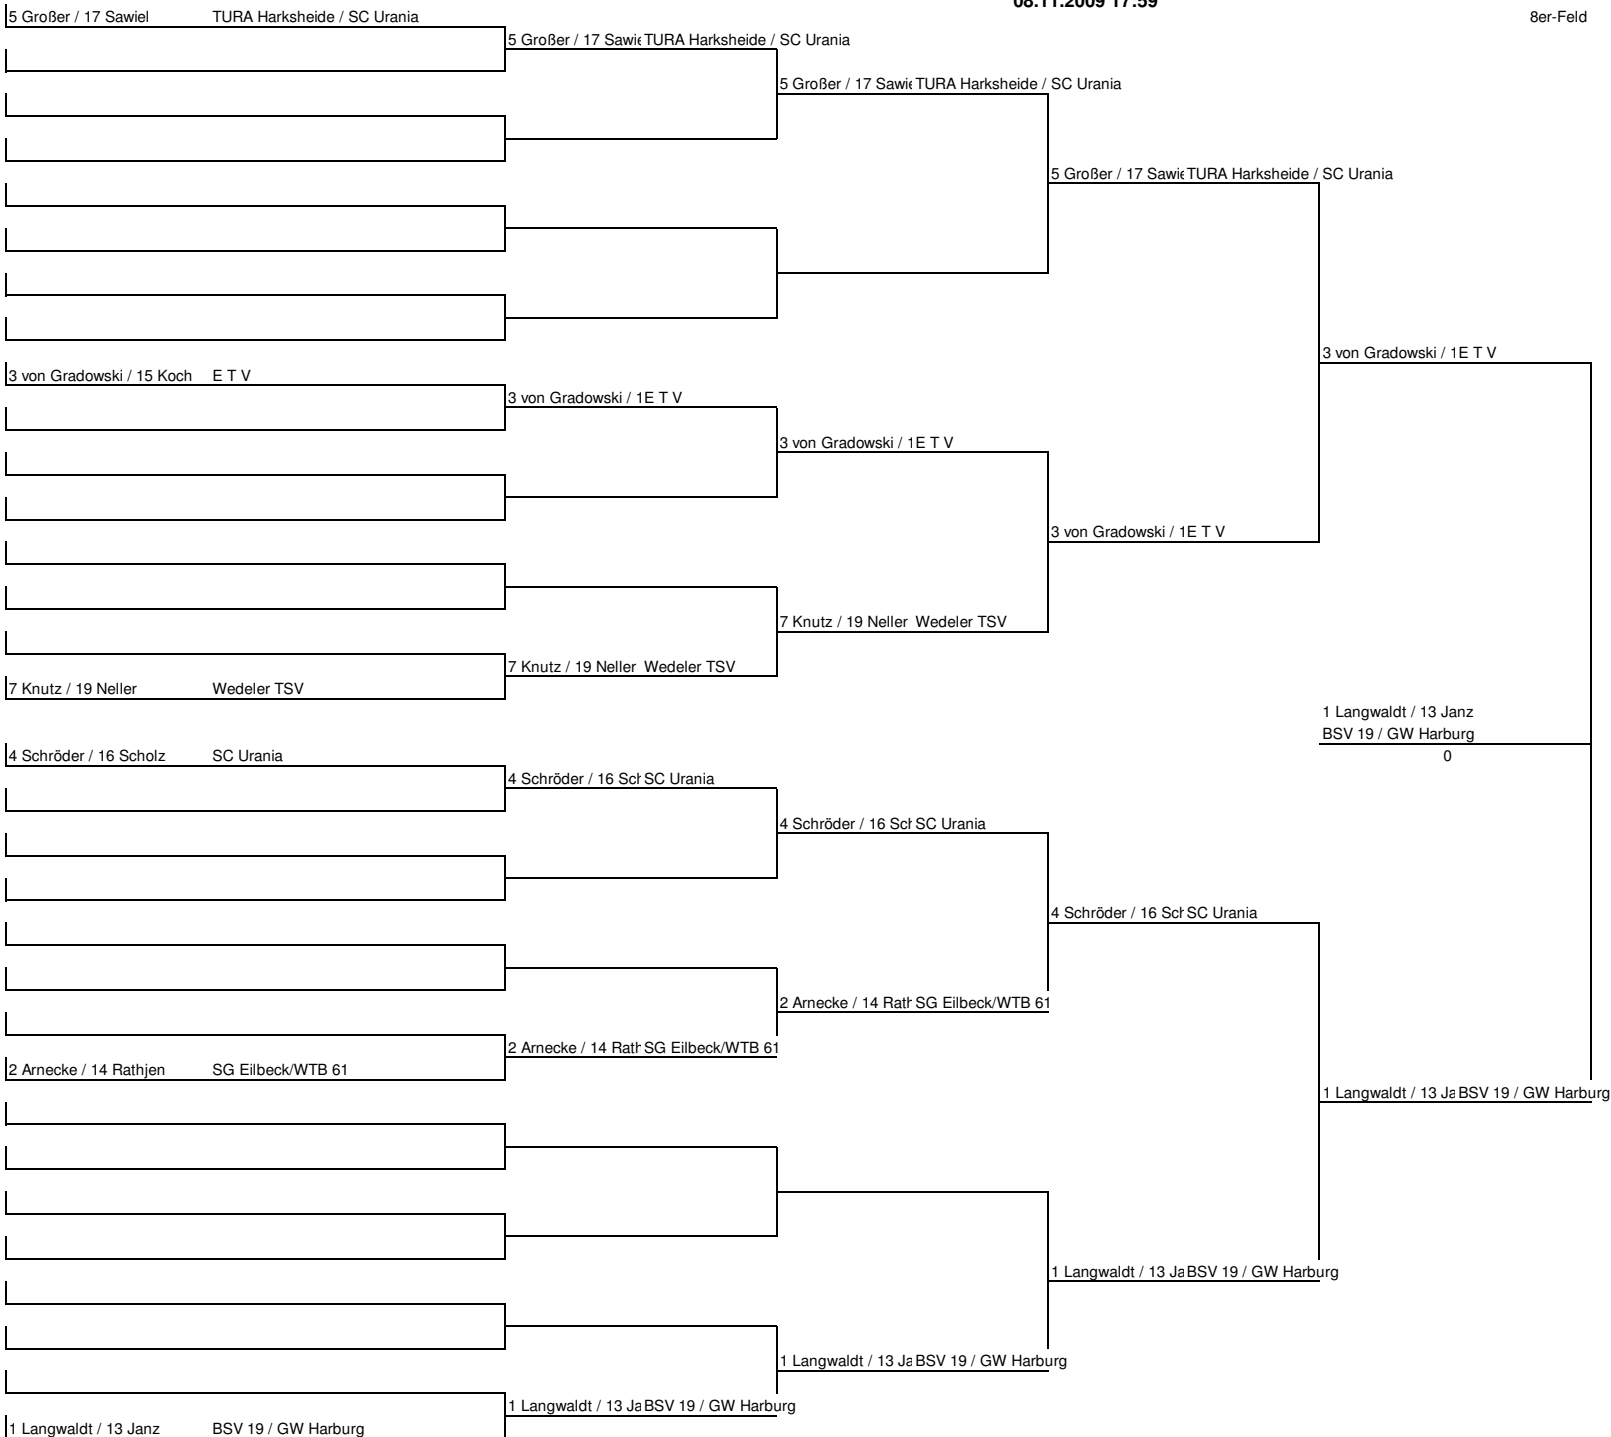 08.11.2009 17:59
5 Großer / 17 Sawiel TURA Harksheide / SC Urania 8er-Feld
5 Großer / 17 Sawie TURA Harksheide / SC Urania
5 Großer / 17 Sawie TURA Harksheide / SC Urania
5 Großer / 17 Sawie TURA Harksheide / SC Urania
3 von Gradowski / 1 E T V
3 von Gradowski / 15 Koch E T V
3 von Gradowski / 1 E T V
3 von Gradowski / 1 E T V
3 von Gradowski / 1 E T V
7 Knutz / 19 Neller Wedeler TSV
7 Knutz / 19 Neller Wedeler TSV
7 Knutz / 19 Neller Wedeler TSV
1 Langwaldt / 13 Janz
BSV 19 / GW Harburg
0
4 Schröder / 16 Scholz SC Urania
4 Schröder / 16 Sch SC Urania
4 Schröder / 16 Sch SC Urania
4 Schröder / 16 Sch SC Urania
2 Arnecke / 14 Rath SG Eilbeck/WTB 61
2 Arnecke / 14 Rath SG Eilbeck/WTB 61
2 Arnecke / 14 Rathjen SG Eilbeck/WTB 61
1 Langwaldt / 13 Ja BSV 19 / GW Harburg
1 Langwaldt / 13 Ja BSV 19 / GW Harburg
1 Langwaldt / 13 Ja BSV 19 / GW Harburg
1 Langwaldt / 13 Ja BSV 19 / GW Harburg
1 Langwaldt / 13 Janz BSV 19 / GW Harburg